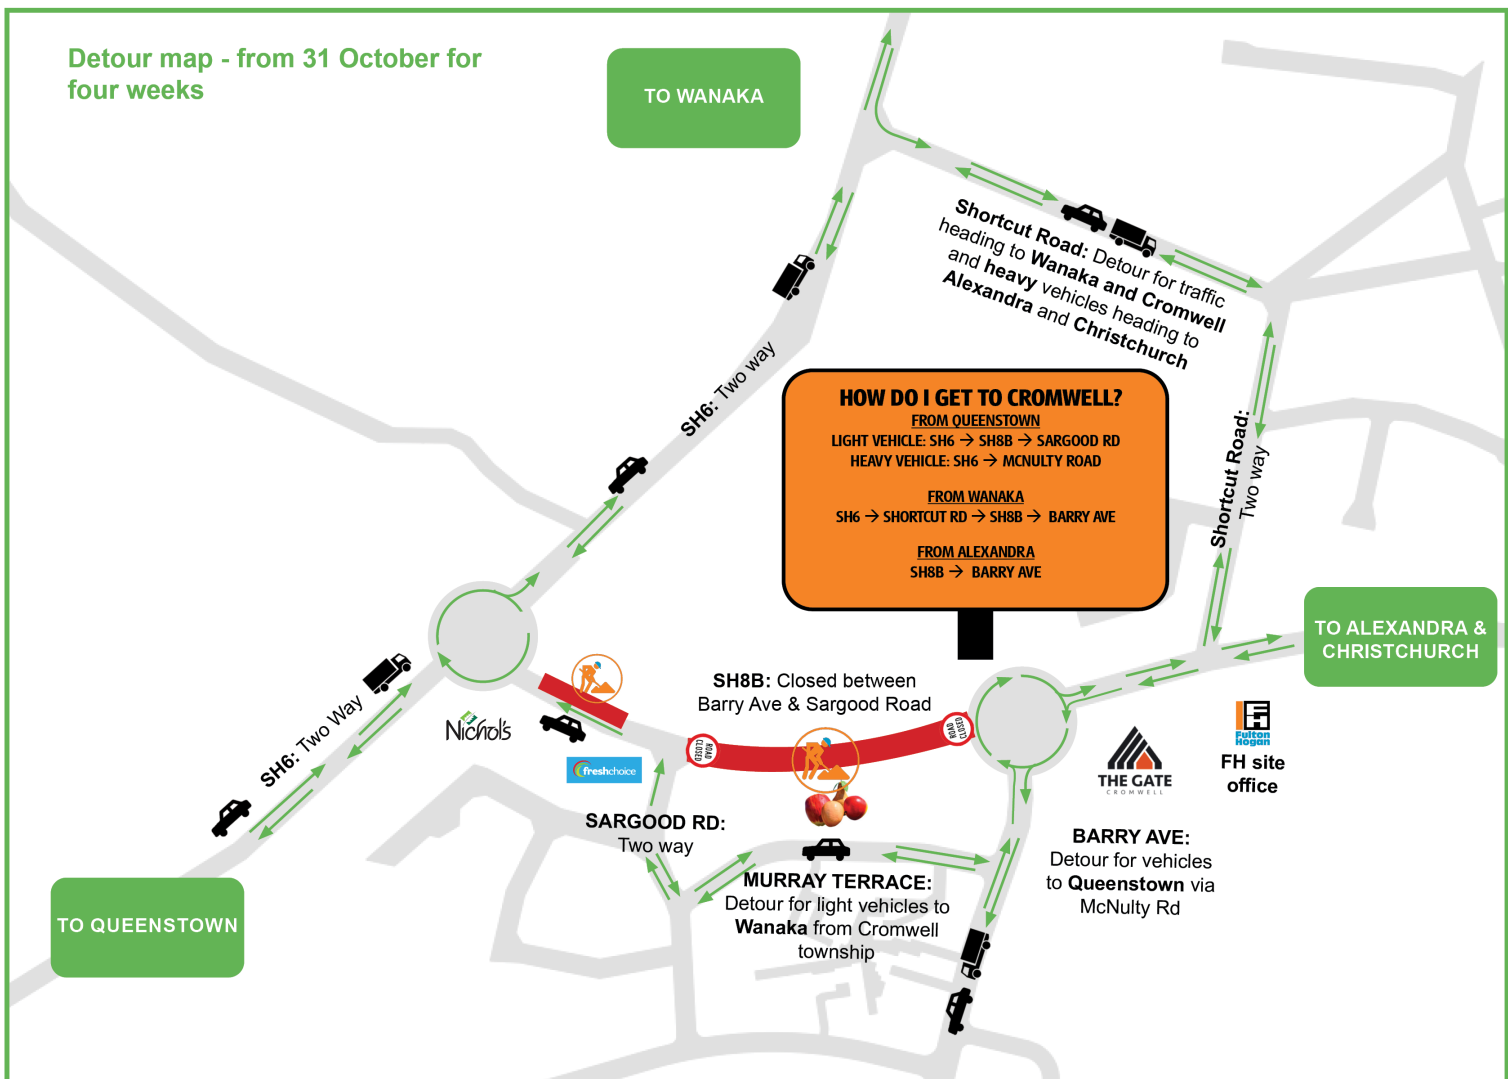 Detour map - from 31 October for
four weeks
TO WANAKA
Shortcut Road: Detour for traffic
heading to Wanaka and Cromwell
and heavy vehicles heading to
Alexandra and Christchurch
SH6: Two way
HOW DO I GET TO CROMWELL?
FROM QUEENSTOWN
LIGHT VEHICLE: SH6 → SH8B → SARGOOD RD
HEAVY VEHICLE: SH6 → MCNULTY ROAD
FROM WANAKA
SH6 → SHORTCUT RD → SH8B → BARRY AVE
FROM ALEXANDRA
SH8B → BARRY AVE
Shortcut Road:
Two way
TO ALEXANDRA &
CHRISTCHURCH
SH6: Two Way
Nichol's
freshchoice
SH8B: Closed between
Barry Ave & Sargood Road
ROAD
CLOSED
ROAD
CLOSED
THE GATE
CROMWELL
Fulton
Hogan
FH site
office
SARGOOD RD:
Two way
MURRAY TERRACE:
Detour for light vehicles to
Wanaka from Cromwell
township
BARRY AVE:
Detour for vehicles
to Queenstown via
McNulty Rd
TO QUEENSTOWN